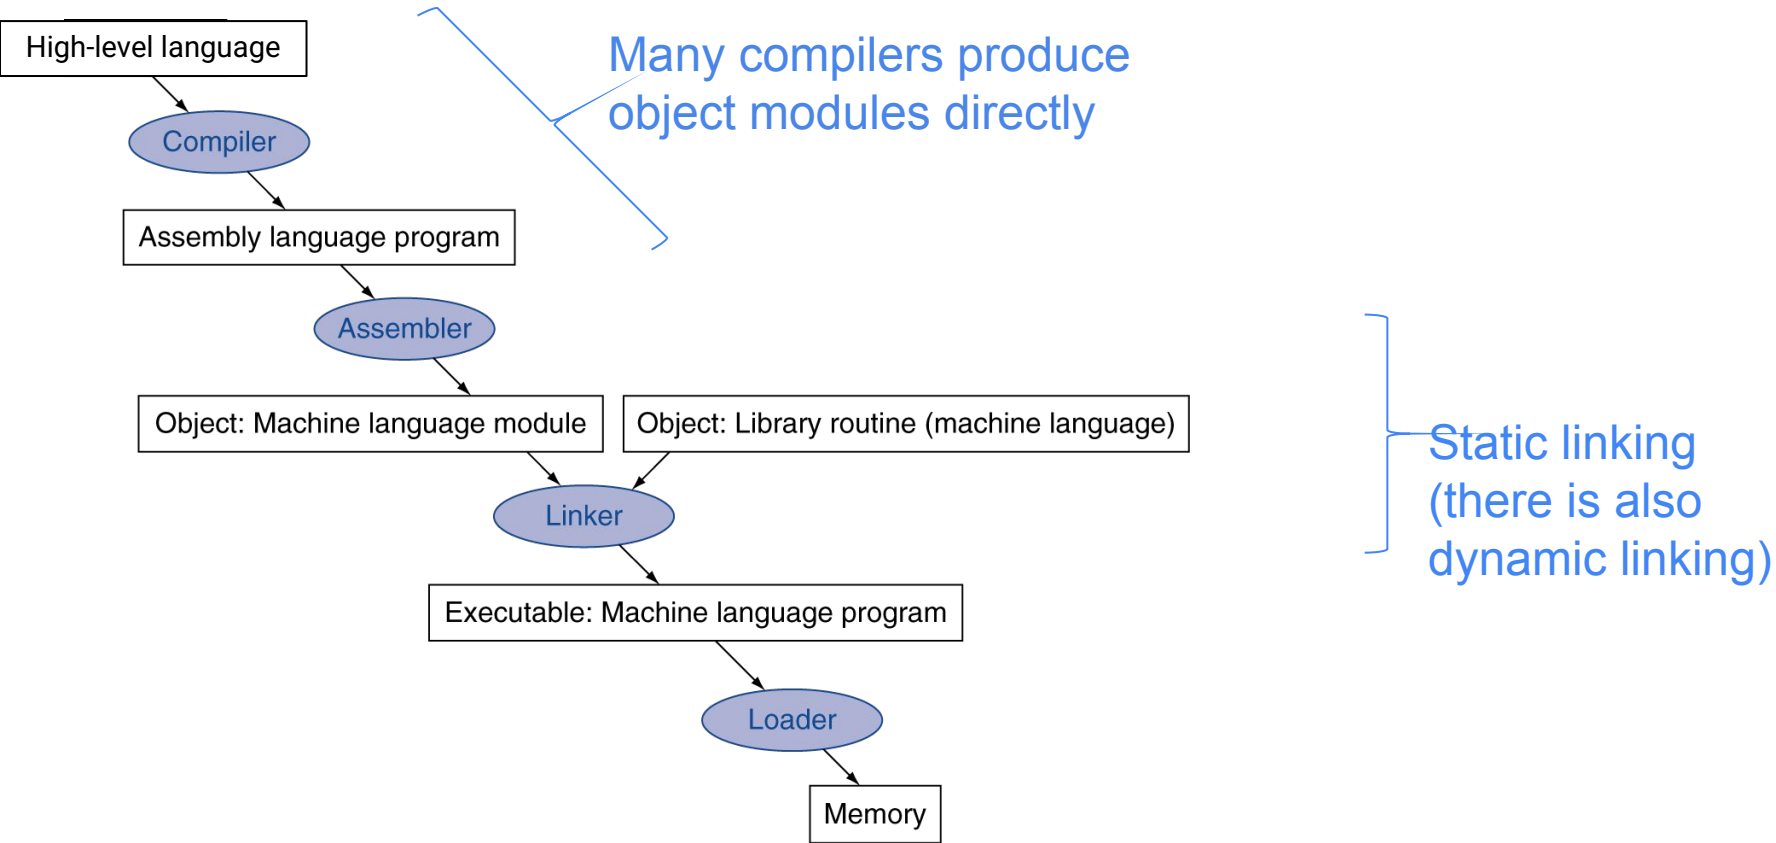 High-level language
Many compilers produce
object modules directly
Compiler
Assembly language program
Assembler
Object: Machine language module
Object: Library routine (machine language)
Static linking
(there is also
dynamic linking)
Linker
Executable: Machine language program
Loader
Memory